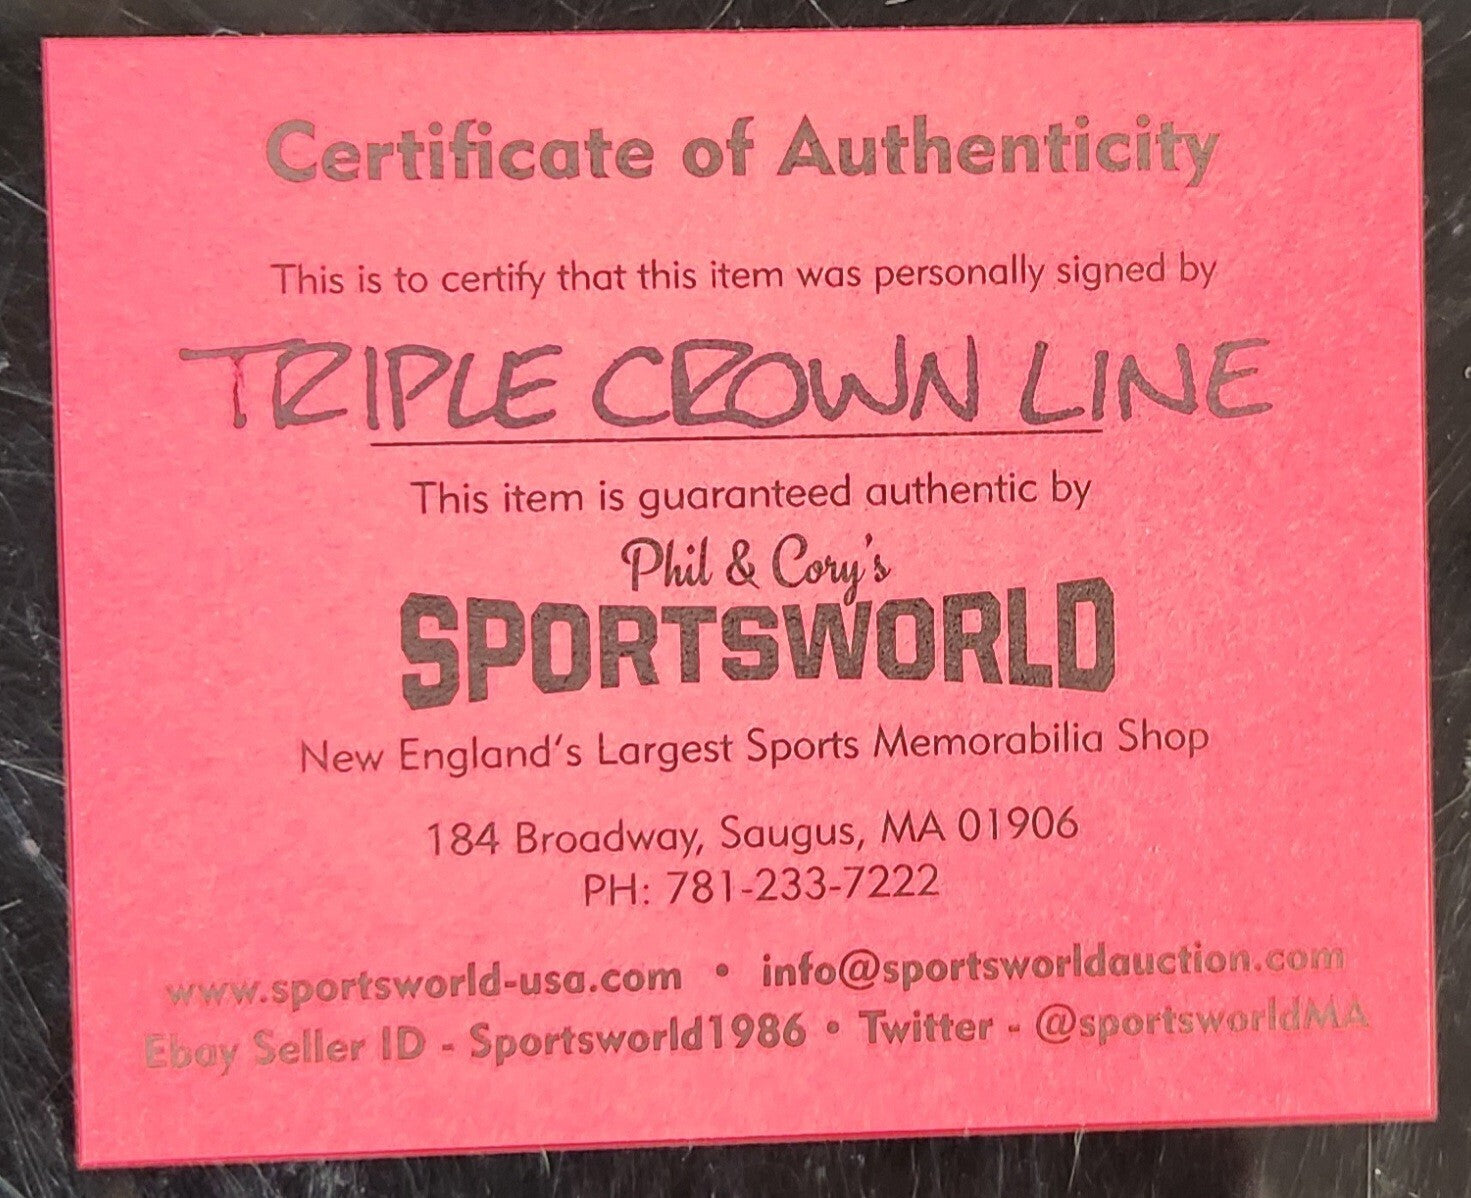 Certificate of Authenticity
This is to certify that this item was personally signed by
TRIPLE CROWN LINE
This item is guaranteed authentic by
Phil & Cory's
SPORTSWORLD
New England's Largest Sports Memorabilia Shop
184 Broadway, Saugus, MA 01906
PH: 781-233-7222
www.sportsworld-usa.com • info@sportsworldauction.com
Ebay Seller ID - Sportsworld1986 • Twitter - @sportsworldMA